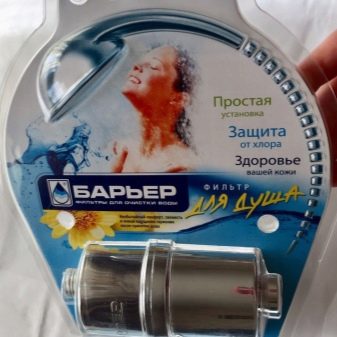 Простая
установка
Защита
от хлора
Здоровье
вашей кожи
БАРЬЕР
ФИЛЬТРЫ ДЛЯ ОЧИСТКИ ВОДЫ
ФИЛЬТР
ДЛЯ ДУША